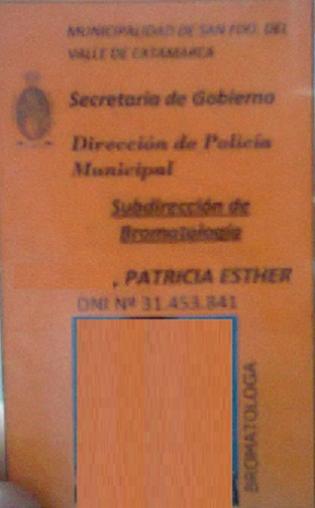 MUNICIPALIDAD DE SAN FDO. DEL
VALLE DE CATAMARCA
Secretaria de Gobierno
Dirección de Policía
Municipal
Subdirección de
Bromatología
, PATRICIA ESTHER
DNI Nº 31.453.841
BROMATOLOGA